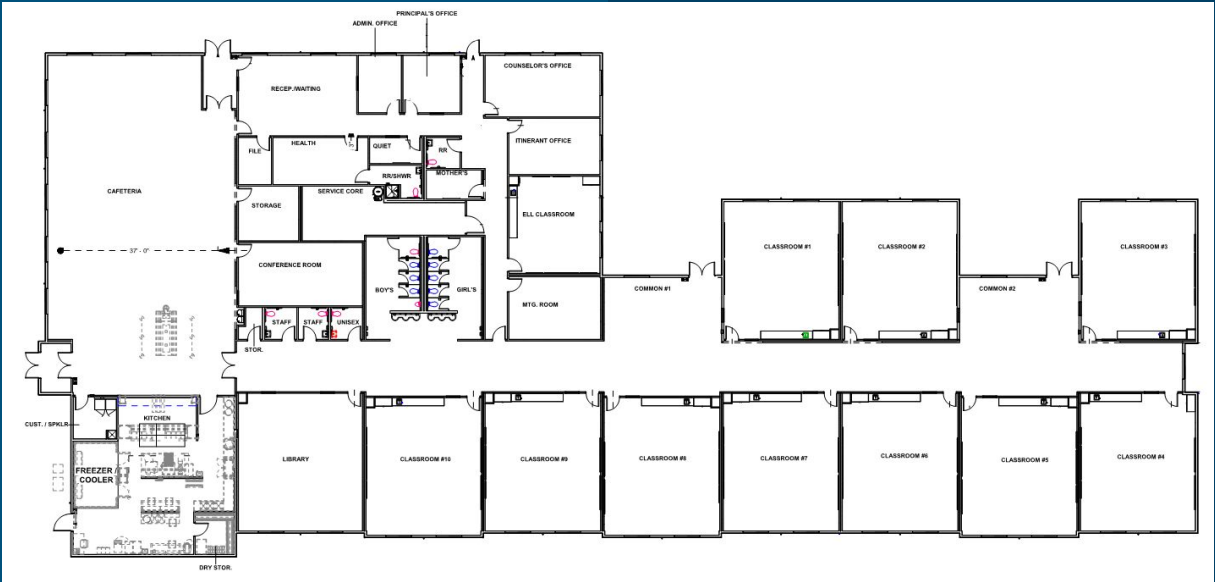 PRINCIPAL'S OFFICE
ADMIN. OFFICE
COUNSELOR'S OFFICE
RECEP./WAITING
ITINERANT OFFICE
HEALTH
QUIET
RR
FILE
MOTHER'S
RR/SHWR
SERVICE CORE
CAFETERIA
STORAGE
ELL CLASSROOM
37' - 0"
CONFERENCE ROOM
CLASSROOM #1
CLASSROOM #2
CLASSROOM #3
BOY'S
GIRL'S
COMMON #1
COMMON #2
MTG. ROOM
STAFF
STAFF
UNISEX
STOR.
KITCHEN
CUST. / SPKLR
FREEZER /
COOLER
LIBRARY
CLASSROOM #10
CLASSROOM #9
CLASSROOM #8
CLASSROOM #7
CLASSROOM #6
CLASSROOM #5
CLASSROOM #4
DRY STOR.